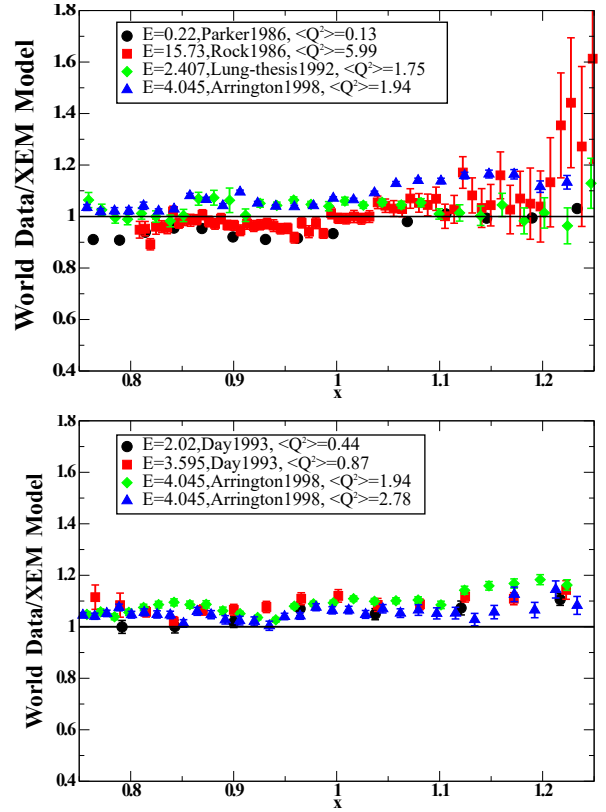 1.8
1.6
1.4
1.2
1
0.8
0.6
0.4
World Data/XEM Model
E=0.22,Parker1986, <Q²>=0.13
E=15.73,Rock1986, <Q²>=5.99
E=2.407,Lung-thesis1992, <Q²>=1.75
E=4.045,Arrington1998, <Q²>=1.94
0.8 0.9 1 1.1 1.2
x
1.8
1.6
1.4
1.2
1
0.8
0.6
0.4
World Data/XEM Model
E=2.02,Day1993, <Q²>=0.44
E=3.595,Day1993, <Q²>=0.87
E=4.045,Arrington1998, <Q²>=1.94
E=4.045,Arrington1998, <Q²>=2.78
0.8 0.9 1 1.1 1.2
x